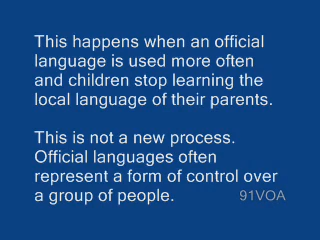 This happens when an official
language is used more often
and children stop learning the
local language of their parents.
This is not a new process.
Official languages often
represent a form of control over
a group of people.
91VOA